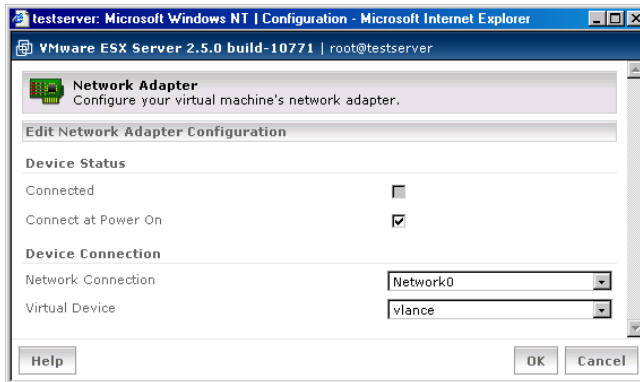 testserver: Microsoft Windows NT | Configuration - Microsoft Internet Explorer
VMware ESX Server 2.5.0 build-10771 | root@testserver
Network Adapter
Configure your virtual machine's network adapter.
Edit Network Adapter Configuration
Device Status
Connected
Connect at Power On
Device Connection
Network Connection Network0
Virtual Device vlance
Help OK Cancel